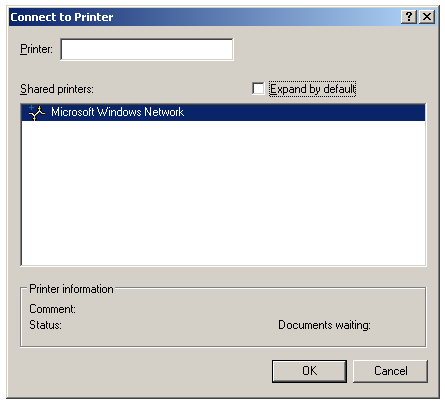 Connect to Printer
Printer:
Shared printers:
Expand by default
Microsoft Windows Network
Printer information
Comment:
Status:
Documents waiting:
OK
Cancel